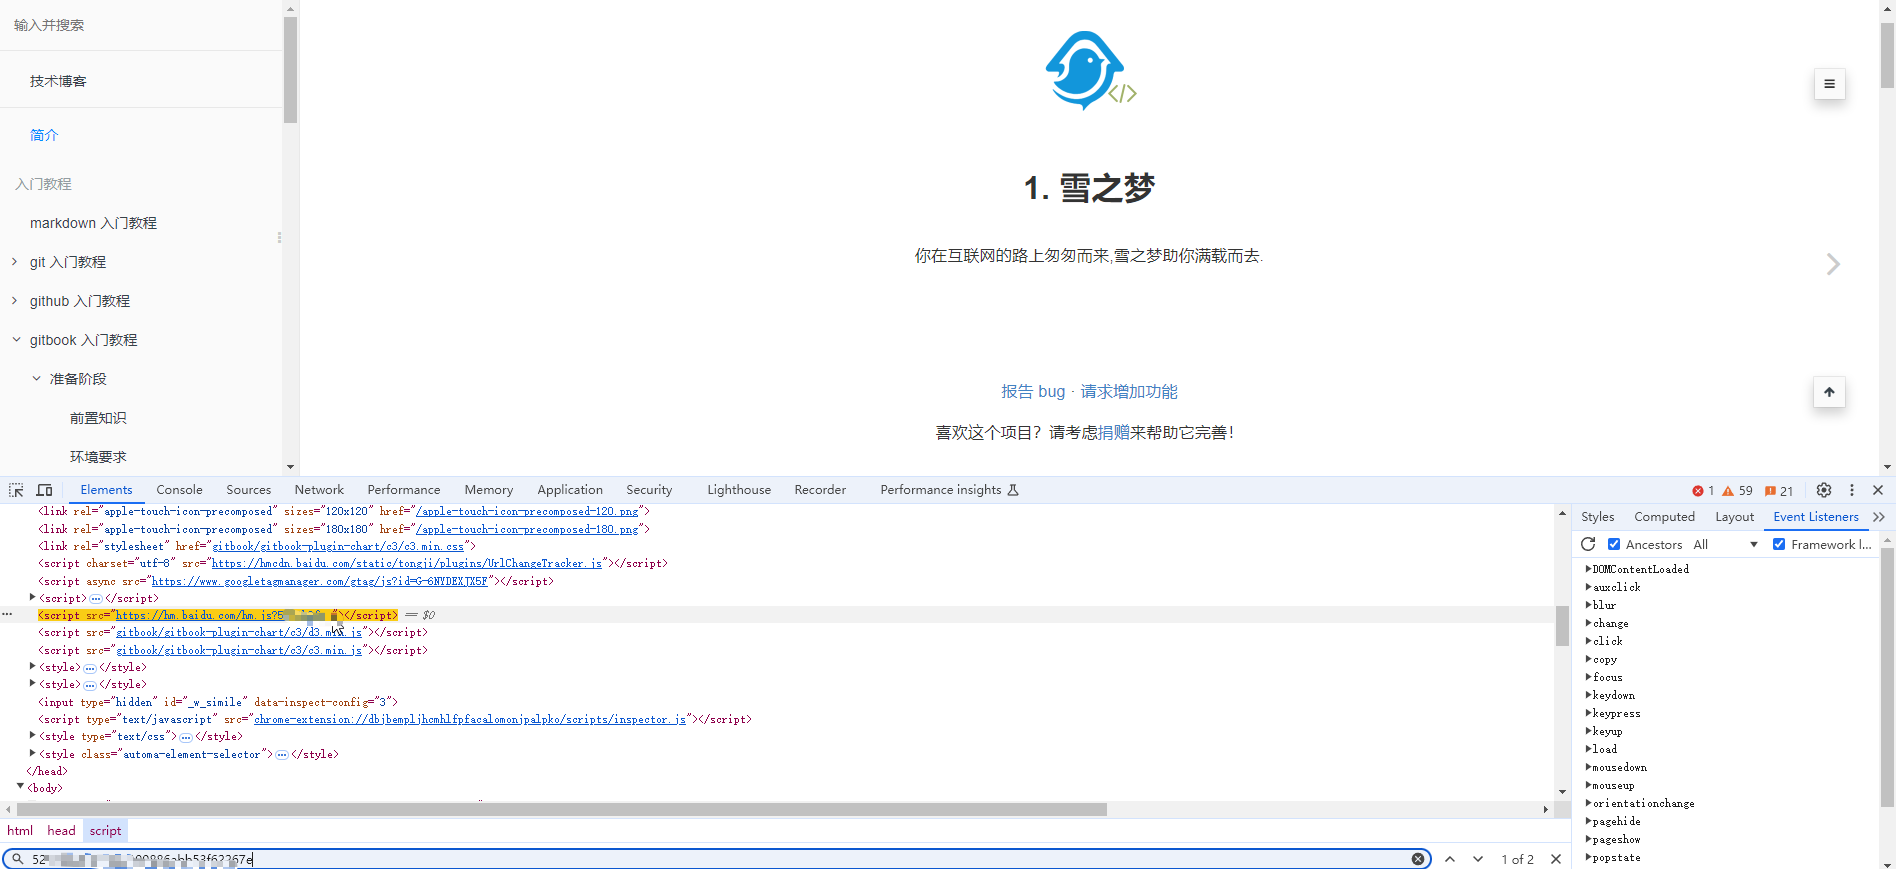 输入并搜索
技术博客
简介
入门教程
markdown 入门教程
git 入门教程
github 入门教程
gitbook 入门教程
准备阶段
前置知识
环境要求
</>
1. 雪之梦
你在互联网的路上匆匆而来,雪之梦助你满载而去.
报告 bug · 请求增加功能
喜欢这个项目？请考虑捐赠来帮助它完善！
Elements Console Sources Network Performance Memory Application Security Lighthouse Recorder Performance insights 1 59 21
<link rel="apple-touch-icon-precomposed" sizes="120x120" href="/apple-touch-icon-precomposed-120.png">
<link rel="apple-touch-icon-precomposed" sizes="180x180" href="/apple-touch-icon-precomposed-180.png">
<link rel="stylesheet" href="gitbook/gitbook-plugin-chart/c3/c3.min.css">
<script charset="utf-8" src="https://hmcdn.baidu.com/static/tongji/plugins/UrlChangeTracker.js"></script>
<script async src="https://www.googletagmanager.com/gtag/js?id=G-6NYDEXJX5F"></script>
<script>…</script>
<script src="https://hm.baidu.com/hm.js?5 "></script> == $0
<script src="gitbook/gitbook-plugin-chart/c3/d3.min.js"></script>
<script src="gitbook/gitbook-plugin-chart/c3/c3.min.js"></script>
<style>…</style>
<style>…</style>
<input type="hidden" id="_w_simile" data-inspect-config="3">
<script type="text/javascript" src="chrome-extension://dbjbempljhcmhlfpfacalomonjpalpko/scripts/inspector.js"></script>
<style type="text/css">…</style>
<style class="automa-element-selector">…</style>
</head>
<body>
html head script
52
1 of 2
Styles Computed Layout Event Listeners
Ancestors All Framework l...
DOMContentLoaded
auxclick
blur
change
click
copy
focus
keydown
keypress
keyup
load
mousedown
mouseup
orientationchange
pagehide
pageshow
popstate